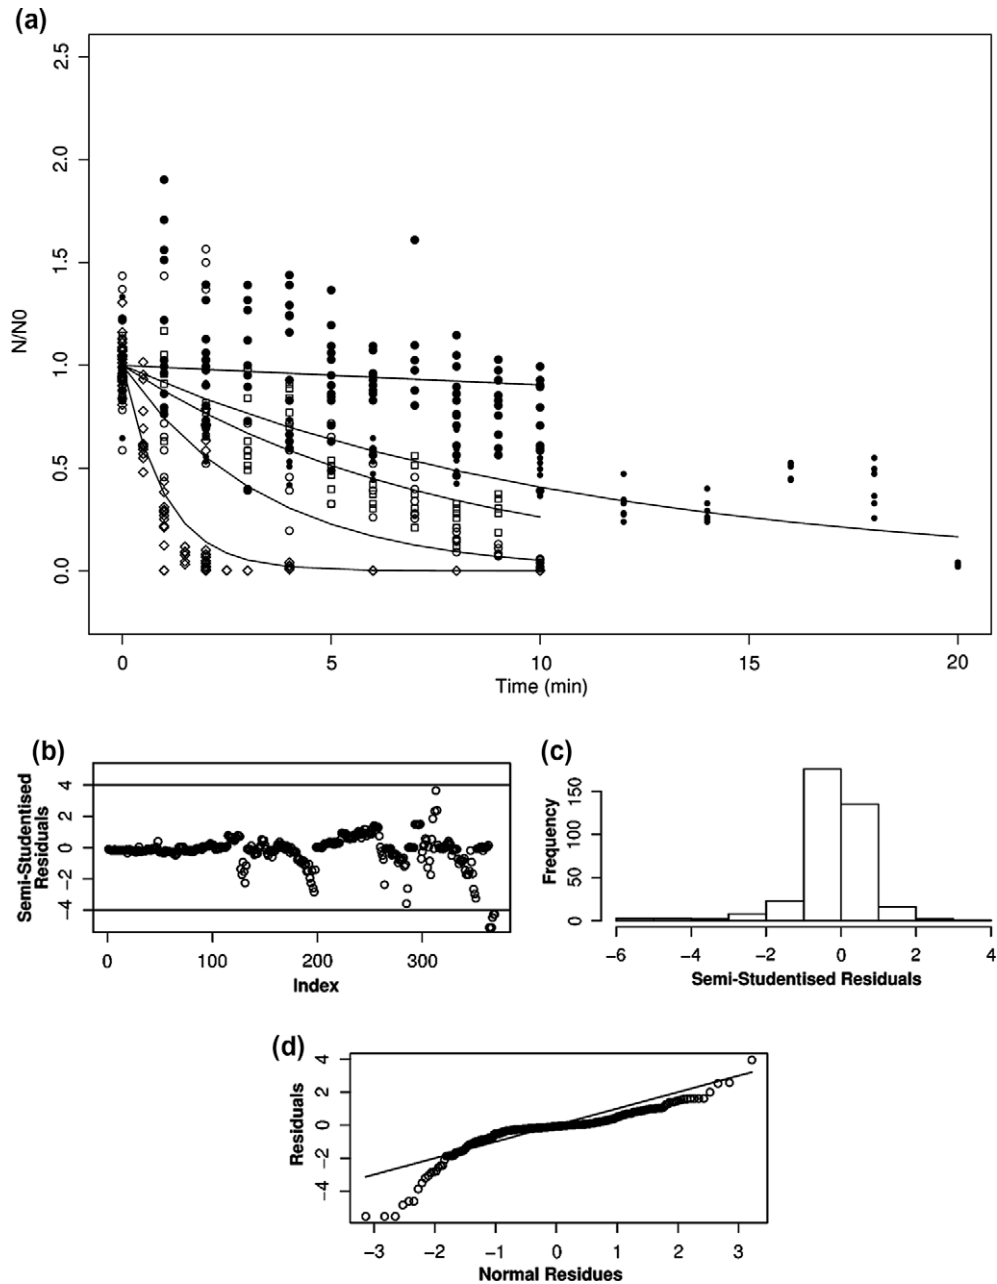 (a)
2.5
2.0
1.5
1.0
0.5
0.0
N/N0
0 5 10 15 20
Time (min)
(b)
4
2
0
−2
−4
Semi-Studentised
Residuals
0 100 200 300
Index
(c)
150
100
50
0
Frequency
−6 −4 −2 0 2 4
Semi-Studentised Residuals
(d)
4
2
0
−2
−4
Residuals
−3 −2 −1 0 1 2 3
Normal Residues